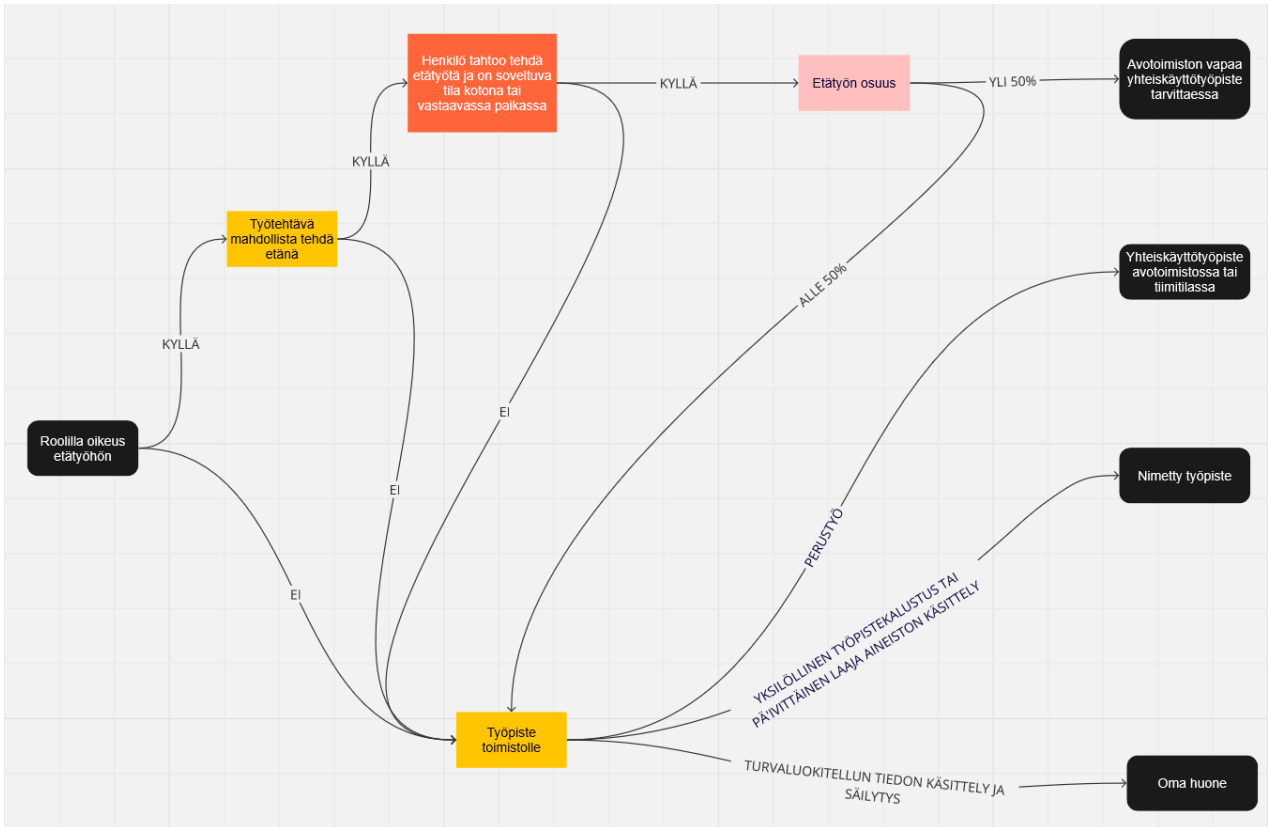 Henkilö tahtoo tehdä
etätyötä ja on soveltuva
tila kotona tai
vastaavassa paikassa
KYLLÄ
Etätyön osuus
YLI 50%
Avotoimiston vapaa
yhteiskäyttötyöpiste
tarvittaessa
KYLLÄ
Työtehtävä
mahdollista tehdä
etänä
Yhteiskäyttötyöpiste
avotoimistossa tai
tiimitilassa
ALLE 50%
KYLLÄ
EI
Roolilla oikeus
etätyöhön
Nimetty työpiste
EI
PERUSTYÖ
EI
YKSILÖLLINEN TYÖPISTEKALUSTUS TAI
PÄ'IVITTÄINEN LAAJA AINEISTON KÄSITTELY
Työpiste
toimistolle
TURVALUOKITELLUN TIEDON KÄSITTELY JA
SÄILYTYS
Oma huone